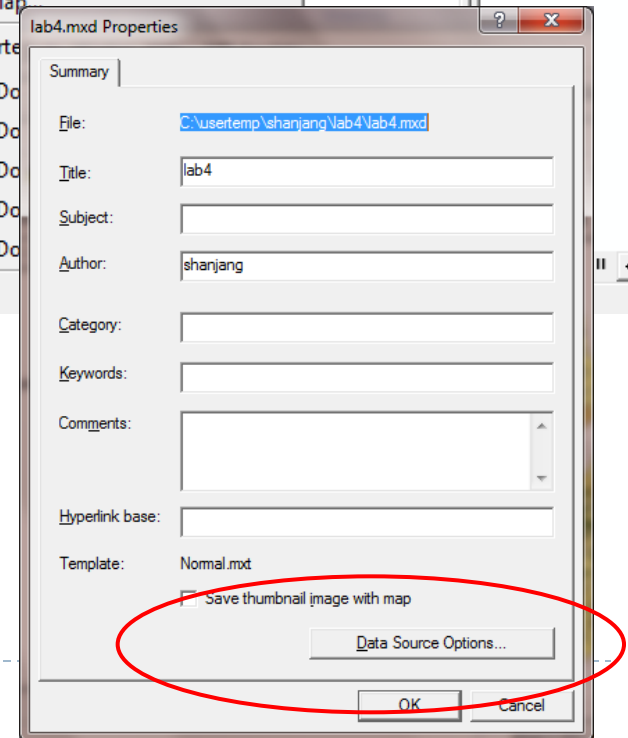 lab4.mxd Properties
Summary
File: C:\usertemp\shanjang\lab4\lab4.mxd
Title: lab4
Subject:
Author: shanjang
Category:
Keywords:
Comments:
Hyperlink base:
Template: Normal.mxt
Save thumbnail image with map
Data Source Options...
OK Cancel